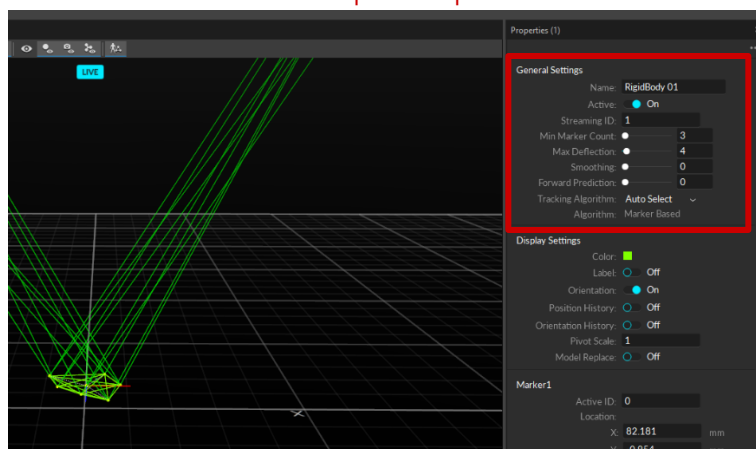 Properties (1)
LIVE
General Settings
Name: RigidBody 01
Active: On
Streaming ID: 1
Min Marker Count: 3
Max Deflection: 4
Smoothing: 0
Forward Prediction: 0
Tracking Algorithm: Auto Select
Algorithm: Marker Based
Display Settings
Color:
Label: Off
Orientation: On
Position History: Off
Orientation History: Off
Pivot Scale: 1
Model Replace: Off
Marker1
Active ID: 0
Location:
X: 82.181 mm